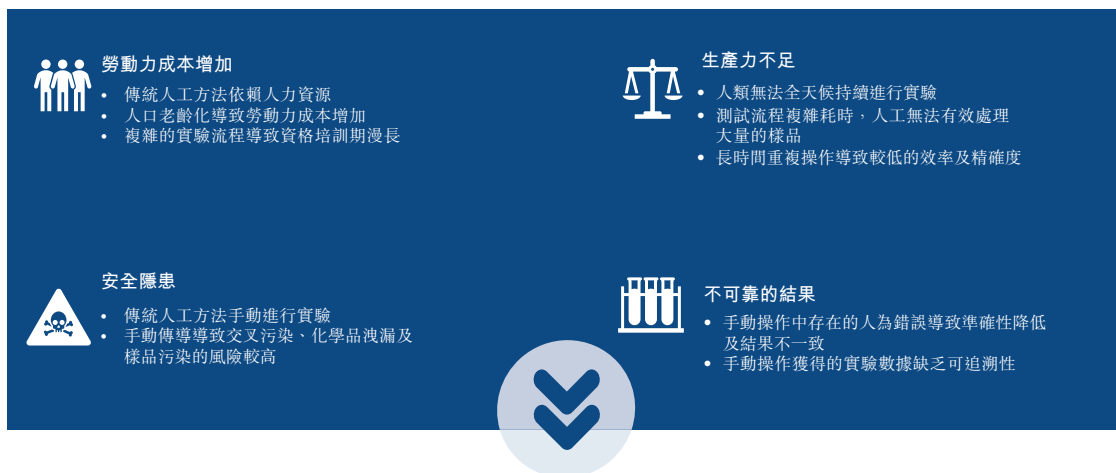 勞動力成本增加
• 傳統人工方法依賴人力資源
• 人口老齡化導致勞動力成本增加
• 複雜的實驗流程導致資格培訓期漫長
生產力不足
• 人類無法全天候持續進行實驗
• 測試流程複雜耗時，人工無法有效處理
大量的樣品
• 長時間重複操作導致較低的效率及精確度
安全隱患
• 傳統人工方法手動進行實驗
• 手動傳導導致交叉污染、化學品洩漏及
樣品污染的風險較高
不可靠的結果
• 手動操作中存在的人為錯誤導致準確性降低
及結果不一致
• 手動操作獲得的實驗數據缺乏可追溯性